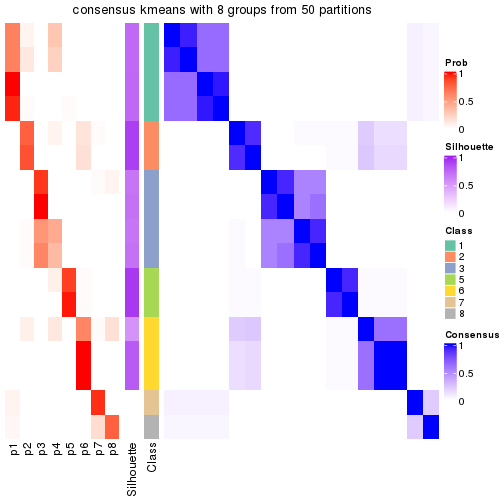 consensus kmeans with 8 groups from 50 partitions
Prob
1
0.5
0
Silhouette
1
0.5
0
Class
1
2
3
5
6
7
8
Consensus
1
0.5
0
p1
p2
p3
p4
p5
p6
p7
p8
Silhouette
Class